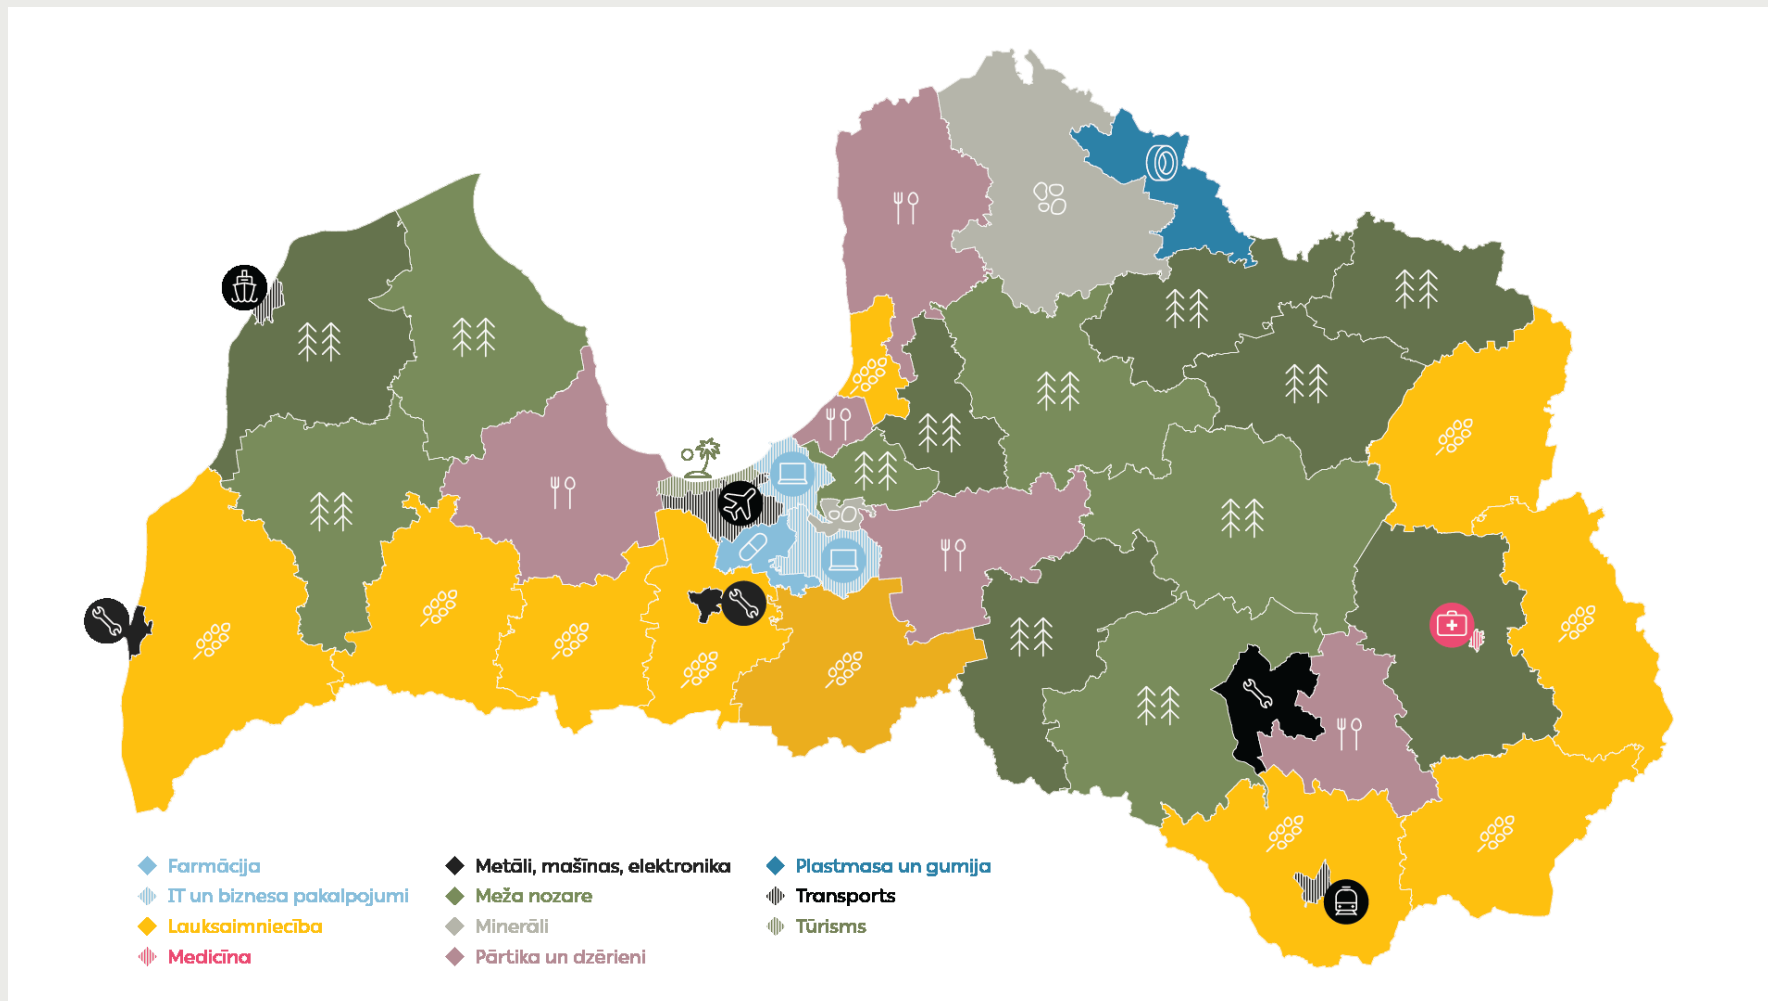 Farmācija
IT un biznesa pakalpojumi
Lauksaimniecība
Medicīna
Metāli, mašīnas, elektronika
Meža nozare
Minerāli
Pārtika un dzērieni
Plastmasa un gumija
Transports
Tūrisms